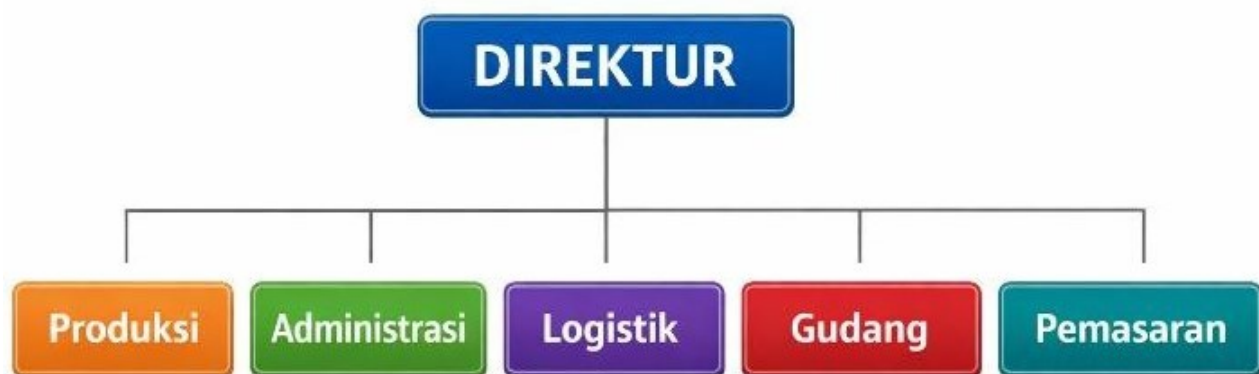 DIREKTUR
Produksi
Administrasi
Logistik
Gudang
Pemasaran